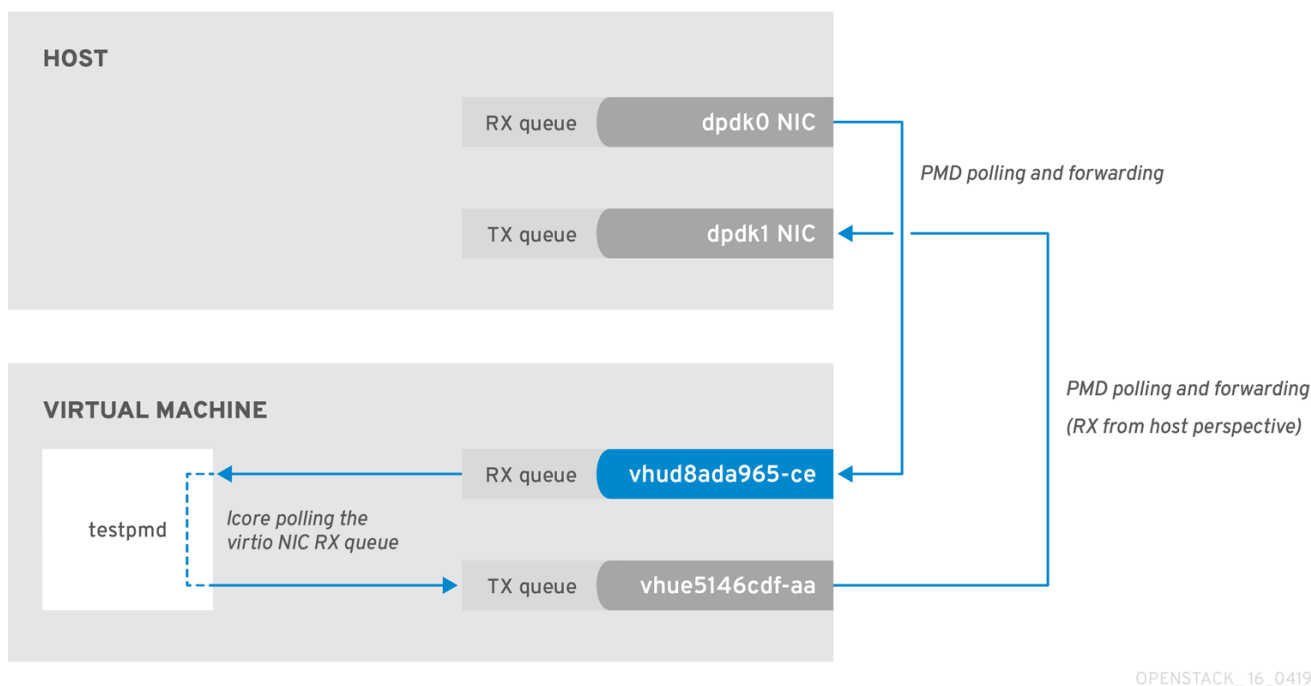 HOST
RX queue
dpdk0 NIC
PMD polling and forwarding
TX queue
dpdk1 NIC
PMD polling and forwarding
(RX from host perspective)
VIRTUAL MACHINE
RX queue
vhud8ada965-ce
testpmd
lcore polling the
virtio NIC RX queue
TX queue
vhue5146cdf-aa
OPENSTACK_16_0419